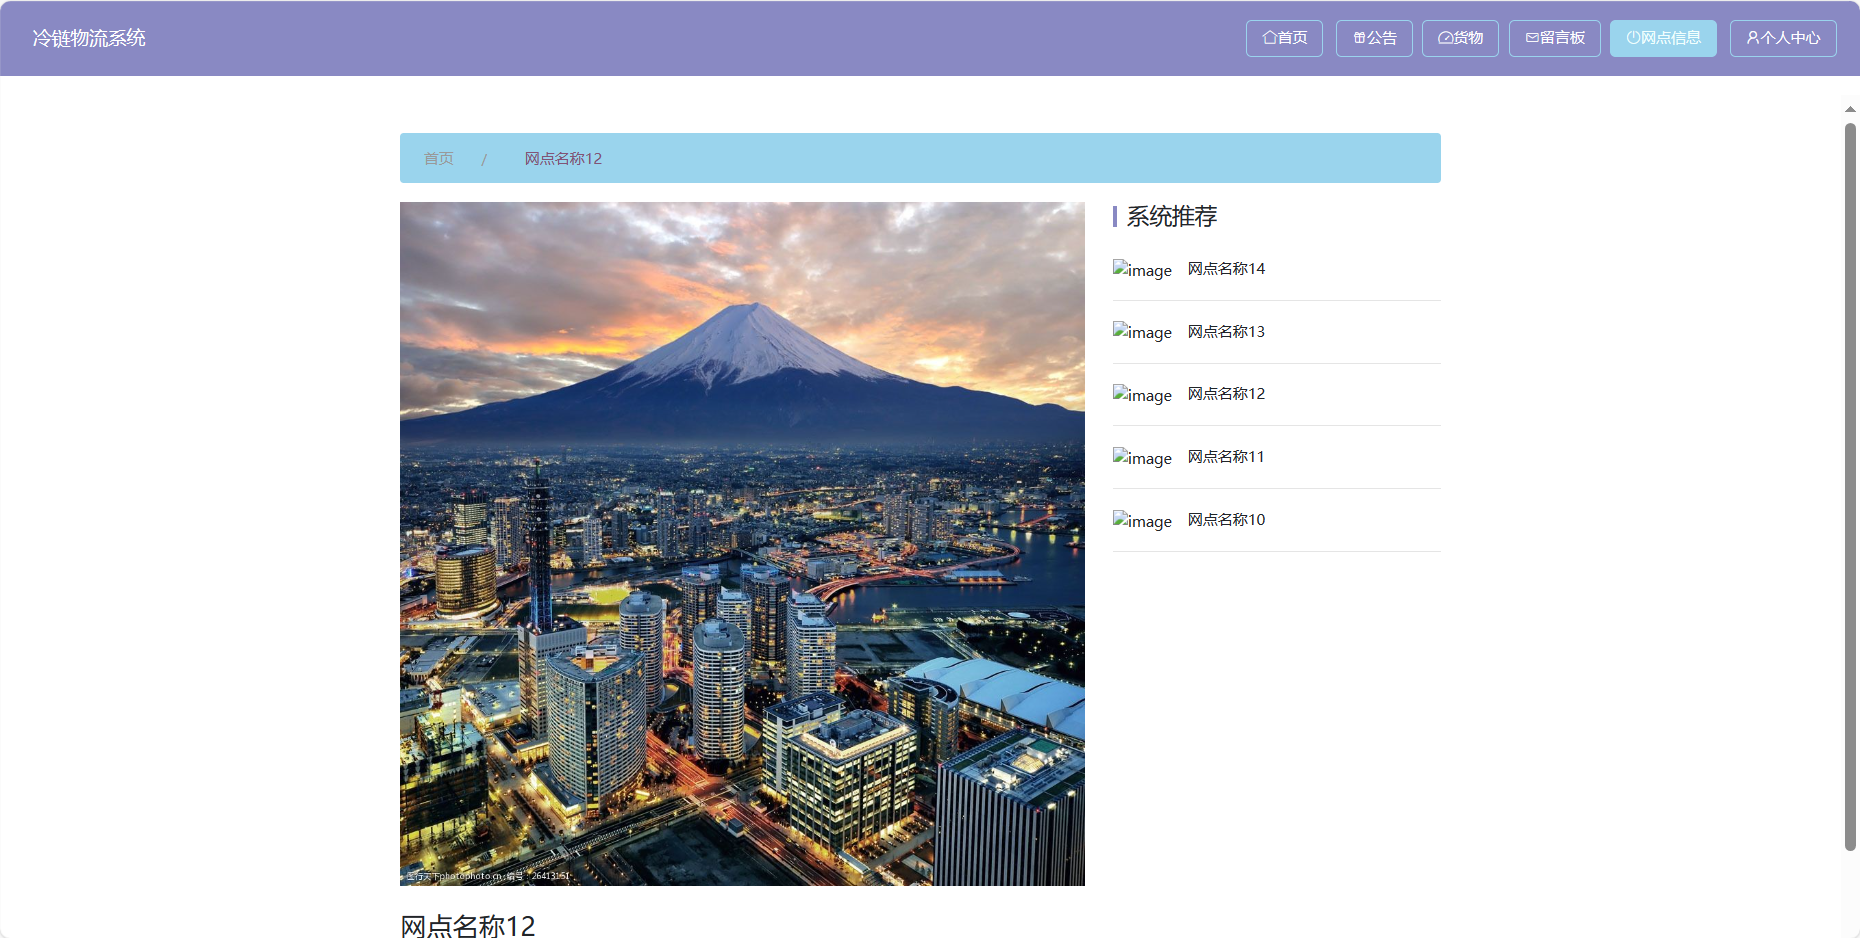 冷链物流系统
首页
公告
货物
留言板
网点信息
个人中心
首页 / 网点名称12
系统推荐
image 网点名称14
image 网点名称13
image 网点名称12
image 网点名称11
image 网点名称10
图行天下photophoto.cn 编号：26413151
网点名称12